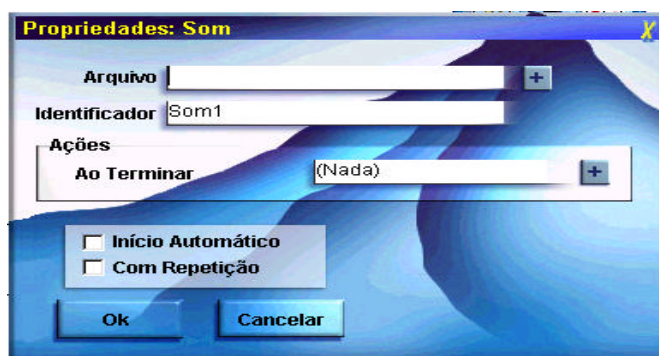 Propriedades: Som
X
Arquivo
+
Identificador Som1
Ações
Ao Terminar (Nada)
+
Início Automático
Com Repetição
Ok Cancelar